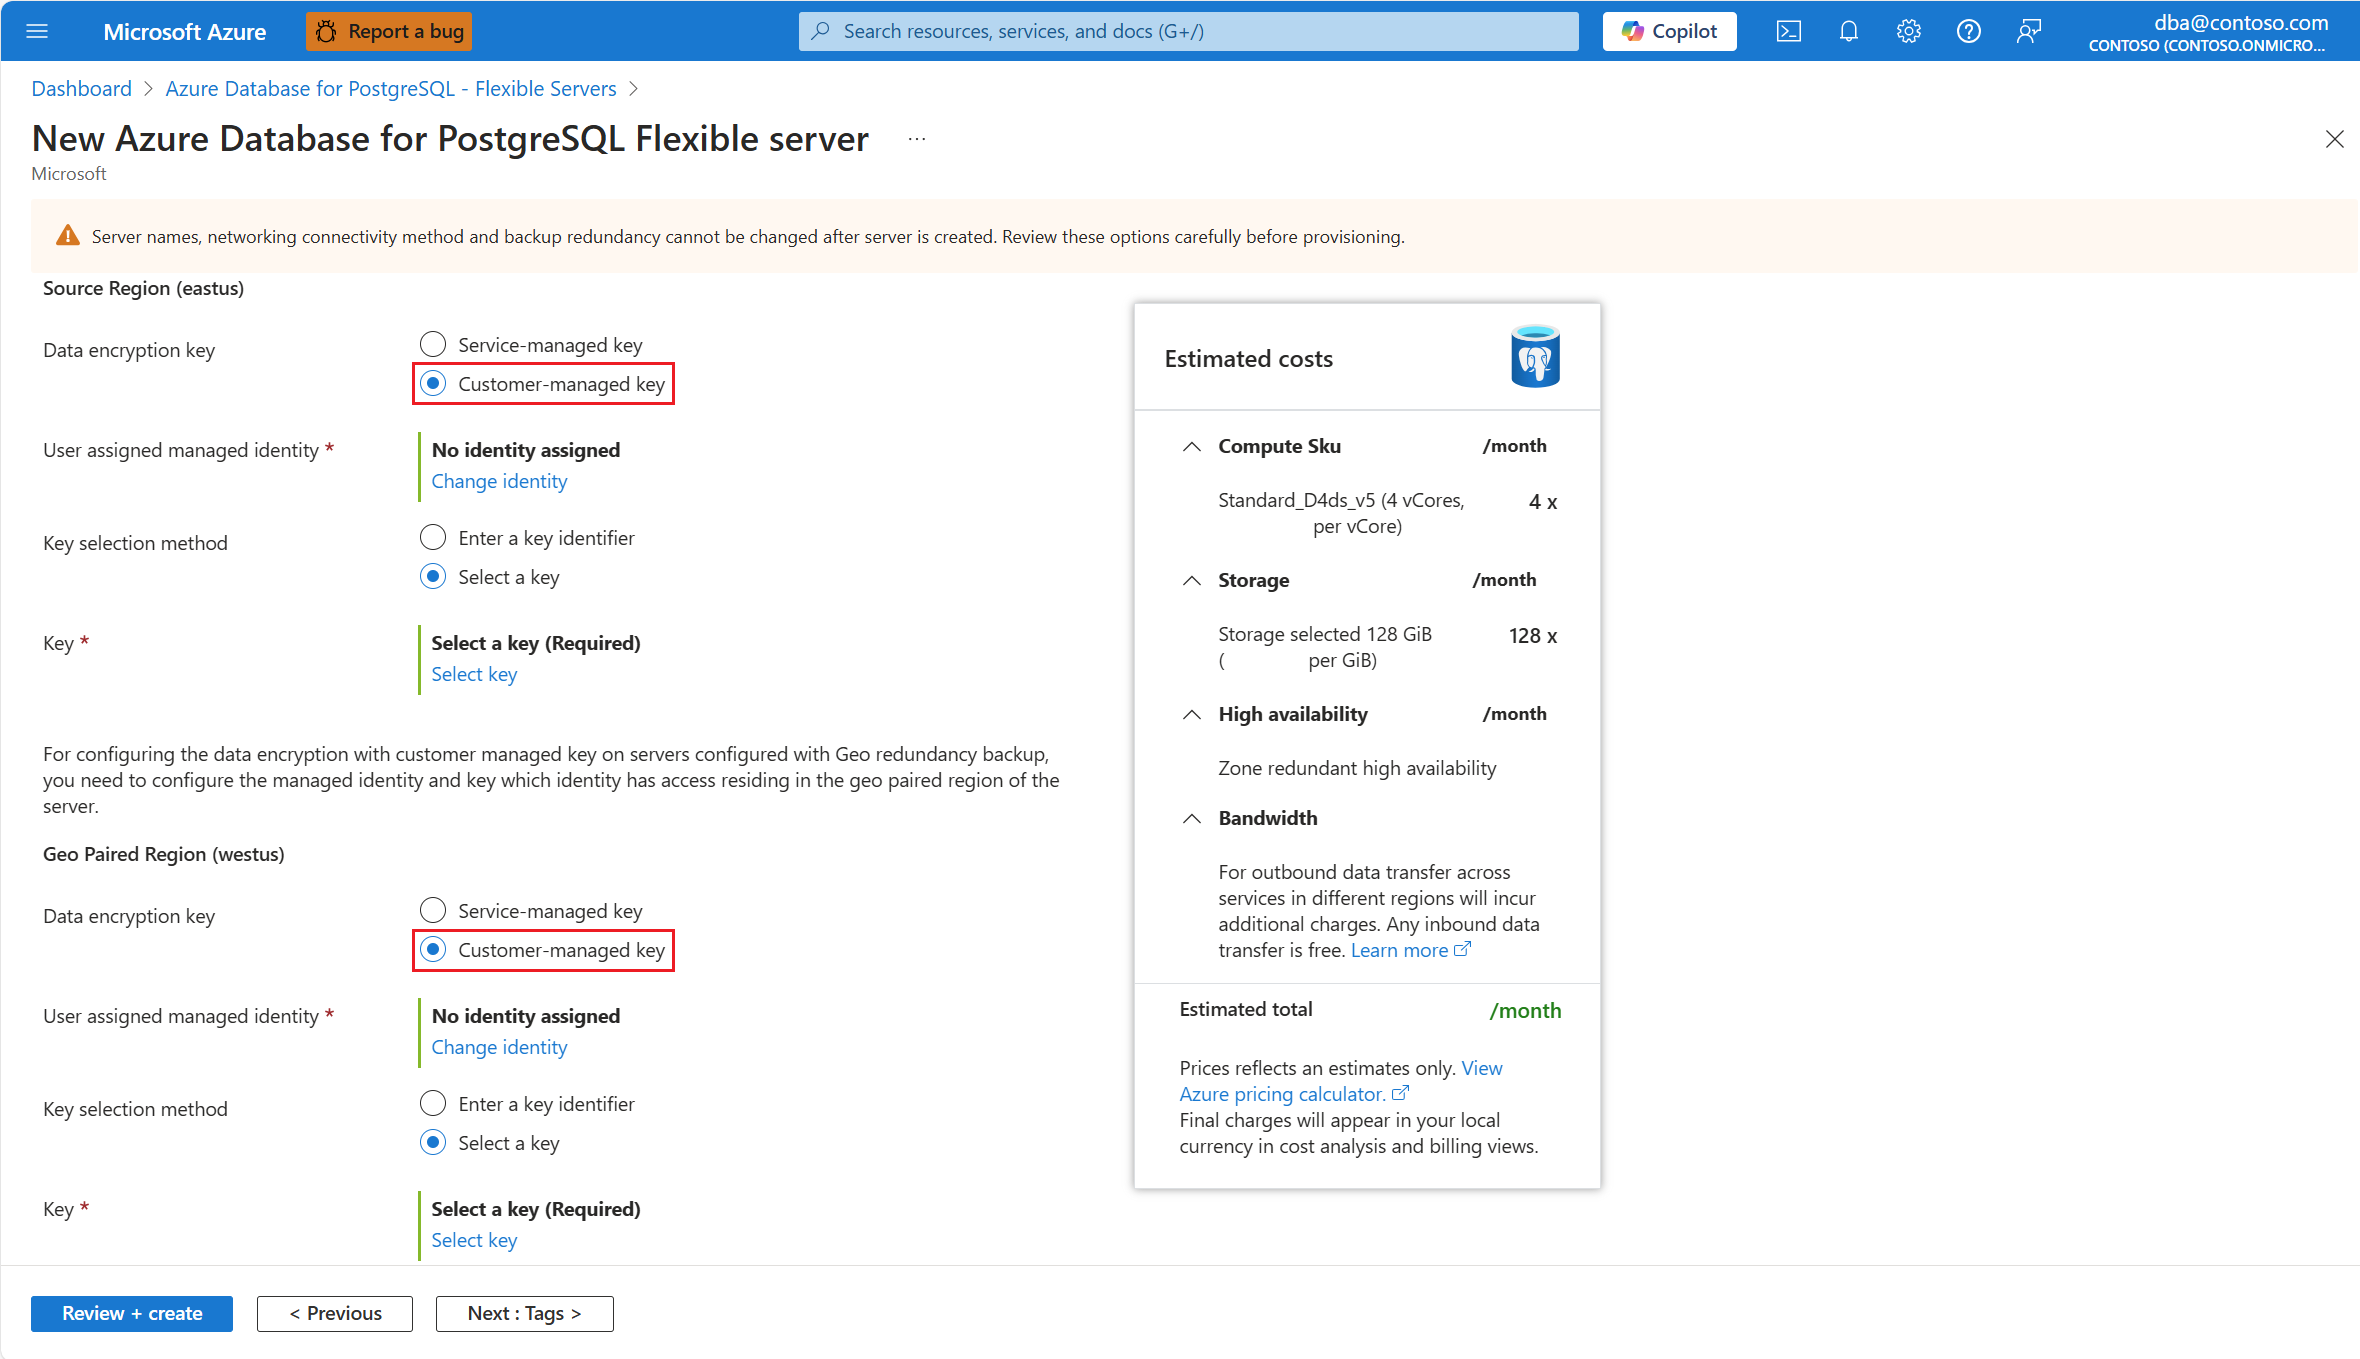 Microsoft Azure
Report a bug
Search resources, services, and docs (G+/)
Copilot
dba@contoso.com
CONTOSO (CONTOSO.ONMICRO...
Dashboard > Azure Database for PostgreSQL - Flexible Servers >
New Azure Database for PostgreSQL Flexible server ...
Microsoft
Server names, networking connectivity method and backup redundancy cannot be changed after server is created. Review these options carefully before provisioning.
Source Region (eastus)
Data encryption key
Service-managed key
Customer-managed key
User assigned managed identity *
No identity assigned
Change identity
Key selection method
Enter a key identifier
Select a key
Key *
Select a key (Required)
Select key
For configuring the data encryption with customer managed key on servers configured with Geo redundancy backup,
you need to configure the managed identity and key which identity has access residing in the geo paired region of the
server.
Geo Paired Region (westus)
Data encryption key
Service-managed key
Customer-managed key
User assigned managed identity *
No identity assigned
Change identity
Key selection method
Enter a key identifier
Select a key
Key *
Select a key (Required)
Select key
Estimated costs
Compute Sku /month
Standard_D4ds_v5 (4 vCores, 4 x
per vCore)
Storage /month
Storage selected 128 GiB 128 x
( per GiB)
High availability /month
Zone redundant high availability
Bandwidth
For outbound data transfer across
services in different regions will incur
additional charges. Any inbound data
transfer is free. Learn more
Estimated total /month
Prices reflects an estimates only. View
Azure pricing calculator.
Final charges will appear in your local
currency in cost analysis and billing views.
Review + create
< Previous
Next : Tags >